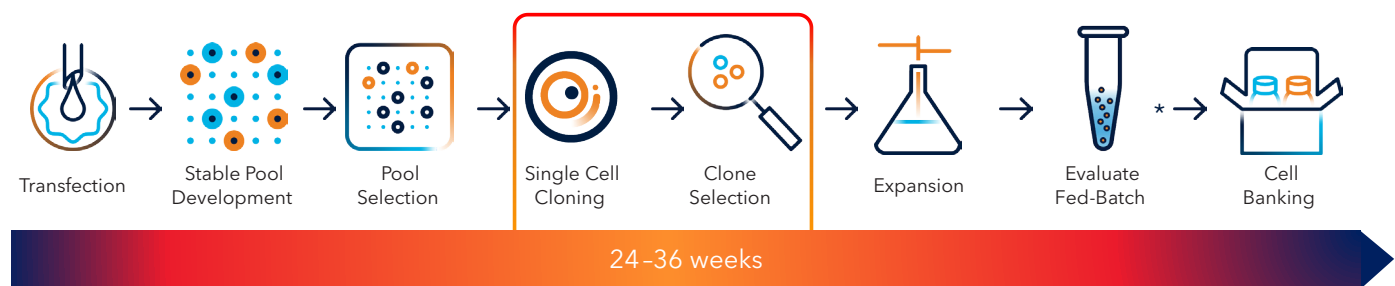 Transfection
Stable Pool
Development
Pool
Selection
Single Cell
Cloning
Clone
Selection
Expansion
Evaluate
Fed-Batch
*
Cell
Banking
24–36 weeks